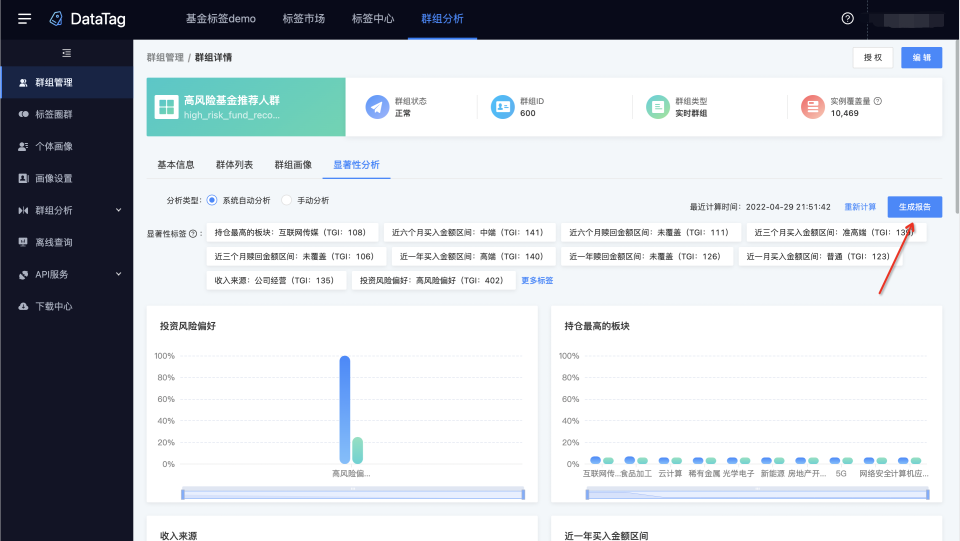 DataTag 基金标签demo 标签市场 标签中心 群组分析
群组管理
标签圈群
个体画像
画像设置
群组分析
离线查询
API服务
下载中心
群组管理 / 群组详情 授 权 编 辑
高风险基金推荐人群
high_risk_fund_reco...
群组状态
正常
群组ID
600
群组类型
实时群组
实例覆盖量
10,469
基本信息 群体列表 群组画像 显著性分析
分析类型: 系统自动分析 手动分析
最近计算时间: 2022-04-29 21:51:42 重新计算 生成报告
显著性标签 : 持仓最高的板块: 互联网传媒 (TGI: 108) 近六个月买入金额区间: 中端 (TGI: 141) 近六个月赎回金额区间: 未覆盖 (TGI: 111) 近三个月买入金额区间: 准高端 (TGI: 139)
近三个月赎回金额区间: 未覆盖 (TGI: 106) 近一年买入金额区间: 高端 (TGI: 140) 近一年赎回金额区间: 未覆盖 (TGI: 126) 近一月买入金额区间: 普通 (TGI: 123)
收入来源: 公司经营 (TGI: 135) 投资风险偏好: 高风险偏好 (TGI: 402) 更多标签
投资风险偏好
100%
80%
60%
40%
20%
0%
高风险偏...
持仓最高的板块
100%
80%
60%
40%
20%
0%
互联网传... 食品加工 云计算 稀有金属 光学电子 新能源 房地产开... 5G 网络安全 计算机应...
收入来源
近一年买入金额区间